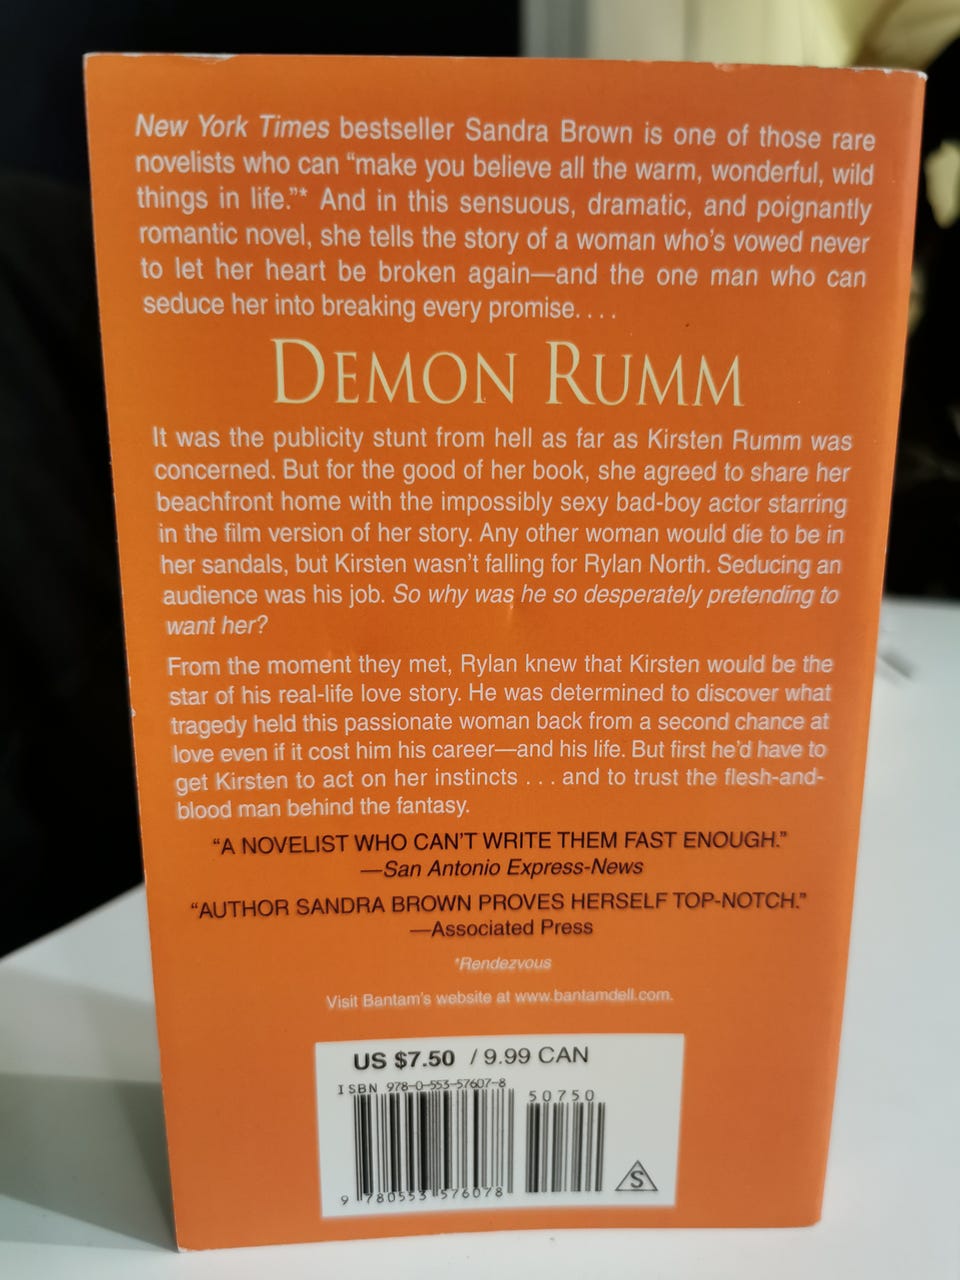 New York Times bestseller Sandra Brown is one of those rare
novelists who can “make you believe all the warm, wonderful, wild
things in life.”* And in this sensuous, dramatic, and poignantly
romantic novel, she tells the story of a woman who’s vowed never
to let her heart be broken again—and the one man who can
seduce her into breaking every promise. . . .
DEMON RUMM
It was the publicity stunt from hell as far as Kirsten Rumm was
concerned. But for the good of her book, she agreed to share her
beachfront home with the impossibly sexy bad-boy actor starring
in the film version of her story. Any other woman would die to be in
her sandals, but Kirsten wasn’t falling for Rylan North. Seducing an
audience was his job. So why was he so desperately pretending to
want her?
From the moment they met, Rylan knew that Kirsten would be the
star of his real-life love story. He was determined to discover what
tragedy held this passionate woman back from a second chance at
love even if it cost him his career—and his life. But first he’d have to
get Kirsten to act on her instincts . . . and to trust the flesh-and-
blood man behind the fantasy.
“A NOVELIST WHO CAN’T WRITE THEM FAST ENOUGH.”
—San Antonio Express-News
“AUTHOR SANDRA BROWN PROVES HERSELF TOP-NOTCH.”
—Associated Press
*Rendezvous
Visit Bantam’s website at www.bantamdell.com.
US $7.50 / 9.99 CAN
ISBN 978-0-553-57607-8
50750
9 780553 576078
S